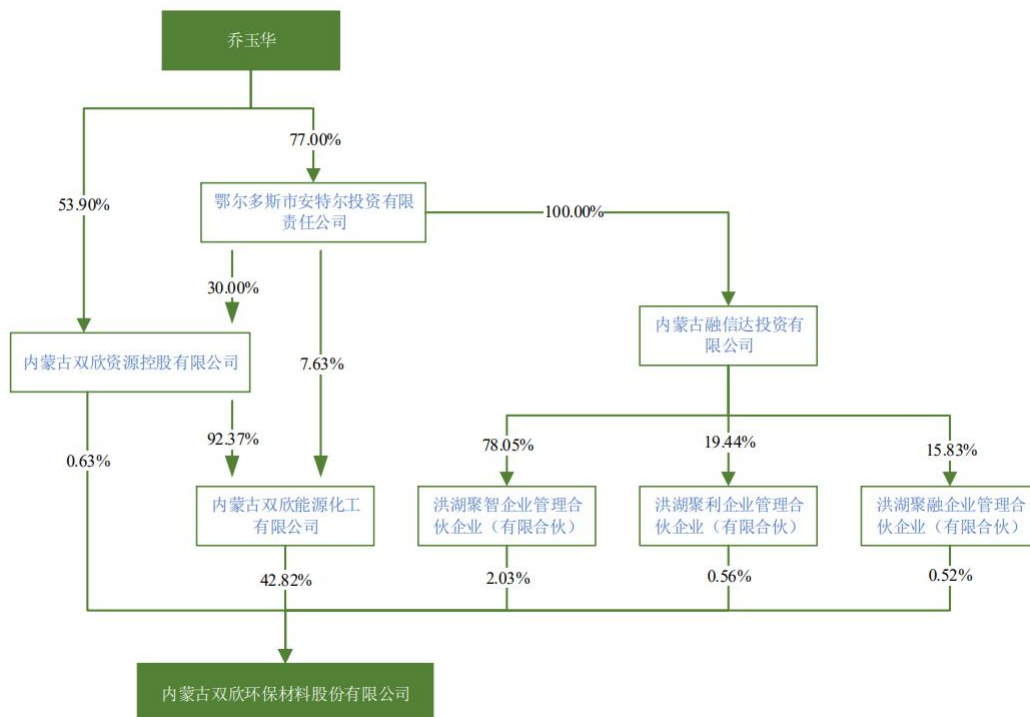 乔玉华
77.00%
53.90%
鄂尔多斯市安特尔投资有限
责任公司
100.00%
30.00%
内蒙古融信达投资有
限公司
内蒙古双欣资源控股有限公司
7.63%
92.37%
0.63%
78.05%
19.44%
15.83%
内蒙古双欣能源化工
有限公司
洪湖聚智企业管理合
伙企业（有限合伙）
洪湖聚利企业管理合
伙企业（有限合伙）
洪湖聚融企业管理合
伙企业（有限合伙）
42.82%
2.03%
0.56%
0.52%
内蒙古双欣环保材料股份有限公司